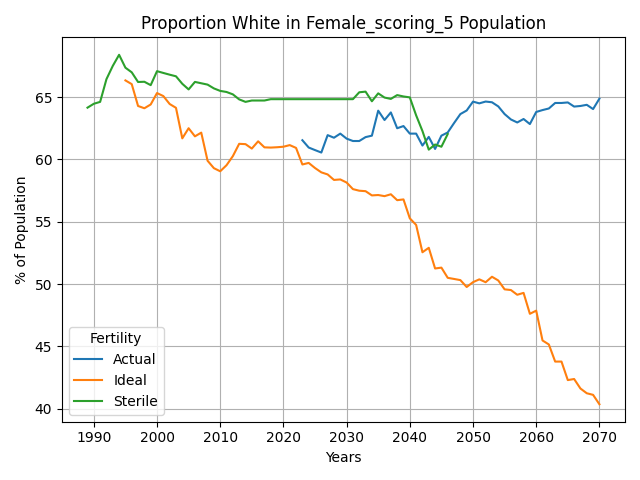 Proportion White in Female_scoring_5 Population
% of Population
65
60
55
50
45
40
Fertility
Actual
Ideal
Sterile
1990 2000 2010 2020 2030 2040 2050 2060 2070
Years